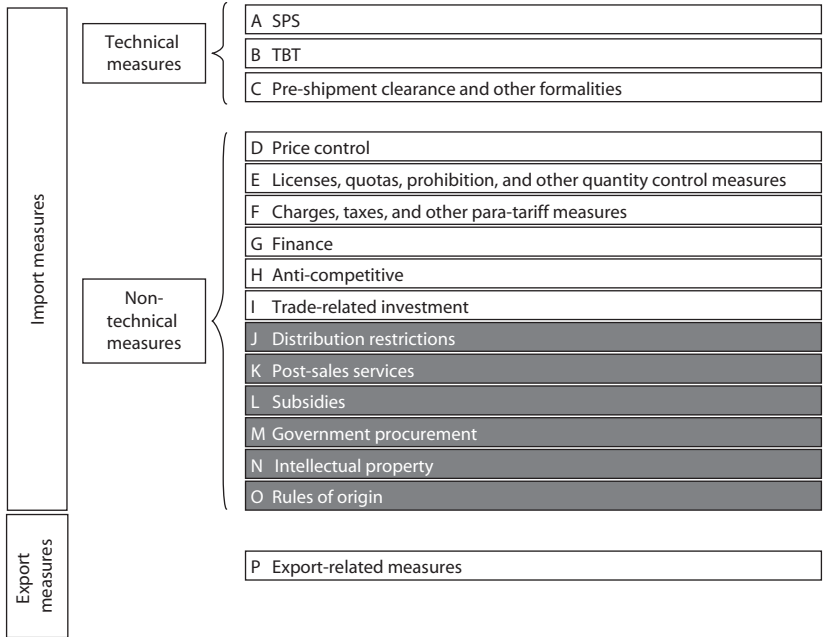 Import measures
Technical
measures
A SPS
B TBT
C Pre-shipment clearance and other formalities
Non-
technical
measures
D Price control
E Licenses, quotas, prohibition, and other quantity control measures
F Charges, taxes, and other para-tariff measures
G Finance
H Anti-competitive
I Trade-related investment
J Distribution restrictions
K Post-sales services
L Subsidies
M Government procurement
N Intellectual property
O Rules of origin
Export
measures
P Export-related measures